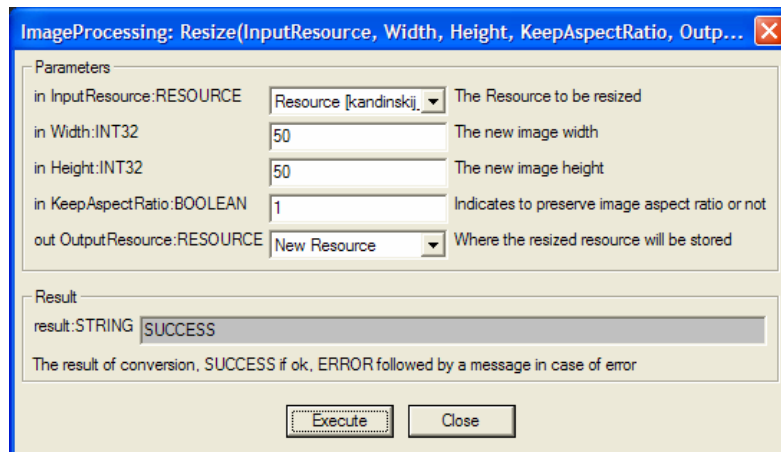 ImageProcessing: Resize(InputResource, Width, Height, KeepAspectRatio, Outp...
Parameters
in InputResource:RESOURCE Resource [kandinskij_ The Resource to be resized
in Width:INT32 50 The new image width
in Height:INT32 50 The new image height
in KeepAspectRatio:BOOLEAN 1 Indicates to preserve image aspect ratio or not
out OutputResource:RESOURCE New Resource Where the resized resource will be stored
Result
result:STRING SUCCESS
The result of conversion, SUCCESS if ok, ERROR followed by a message in case of error
Execute Close